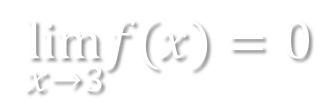 lim f(x) = 0
x→3